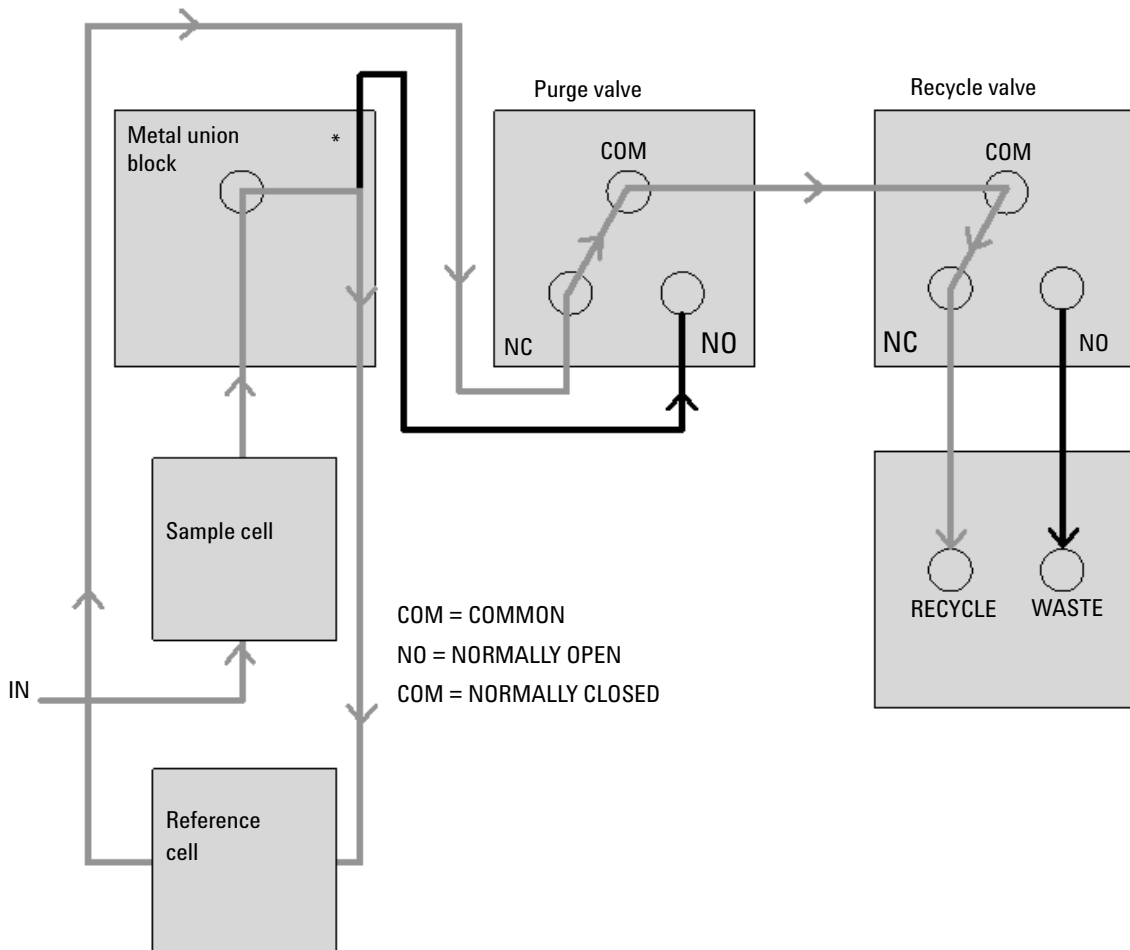 Purge valve
Recycle valve
Metal union
block
*
COM
COM
NC
NO
NC
NO
Sample cell
RECYCLE
WASTE
COM = COMMON
NO = NORMALLY OPEN
COM = NORMALLY CLOSED
IN
Reference
cell